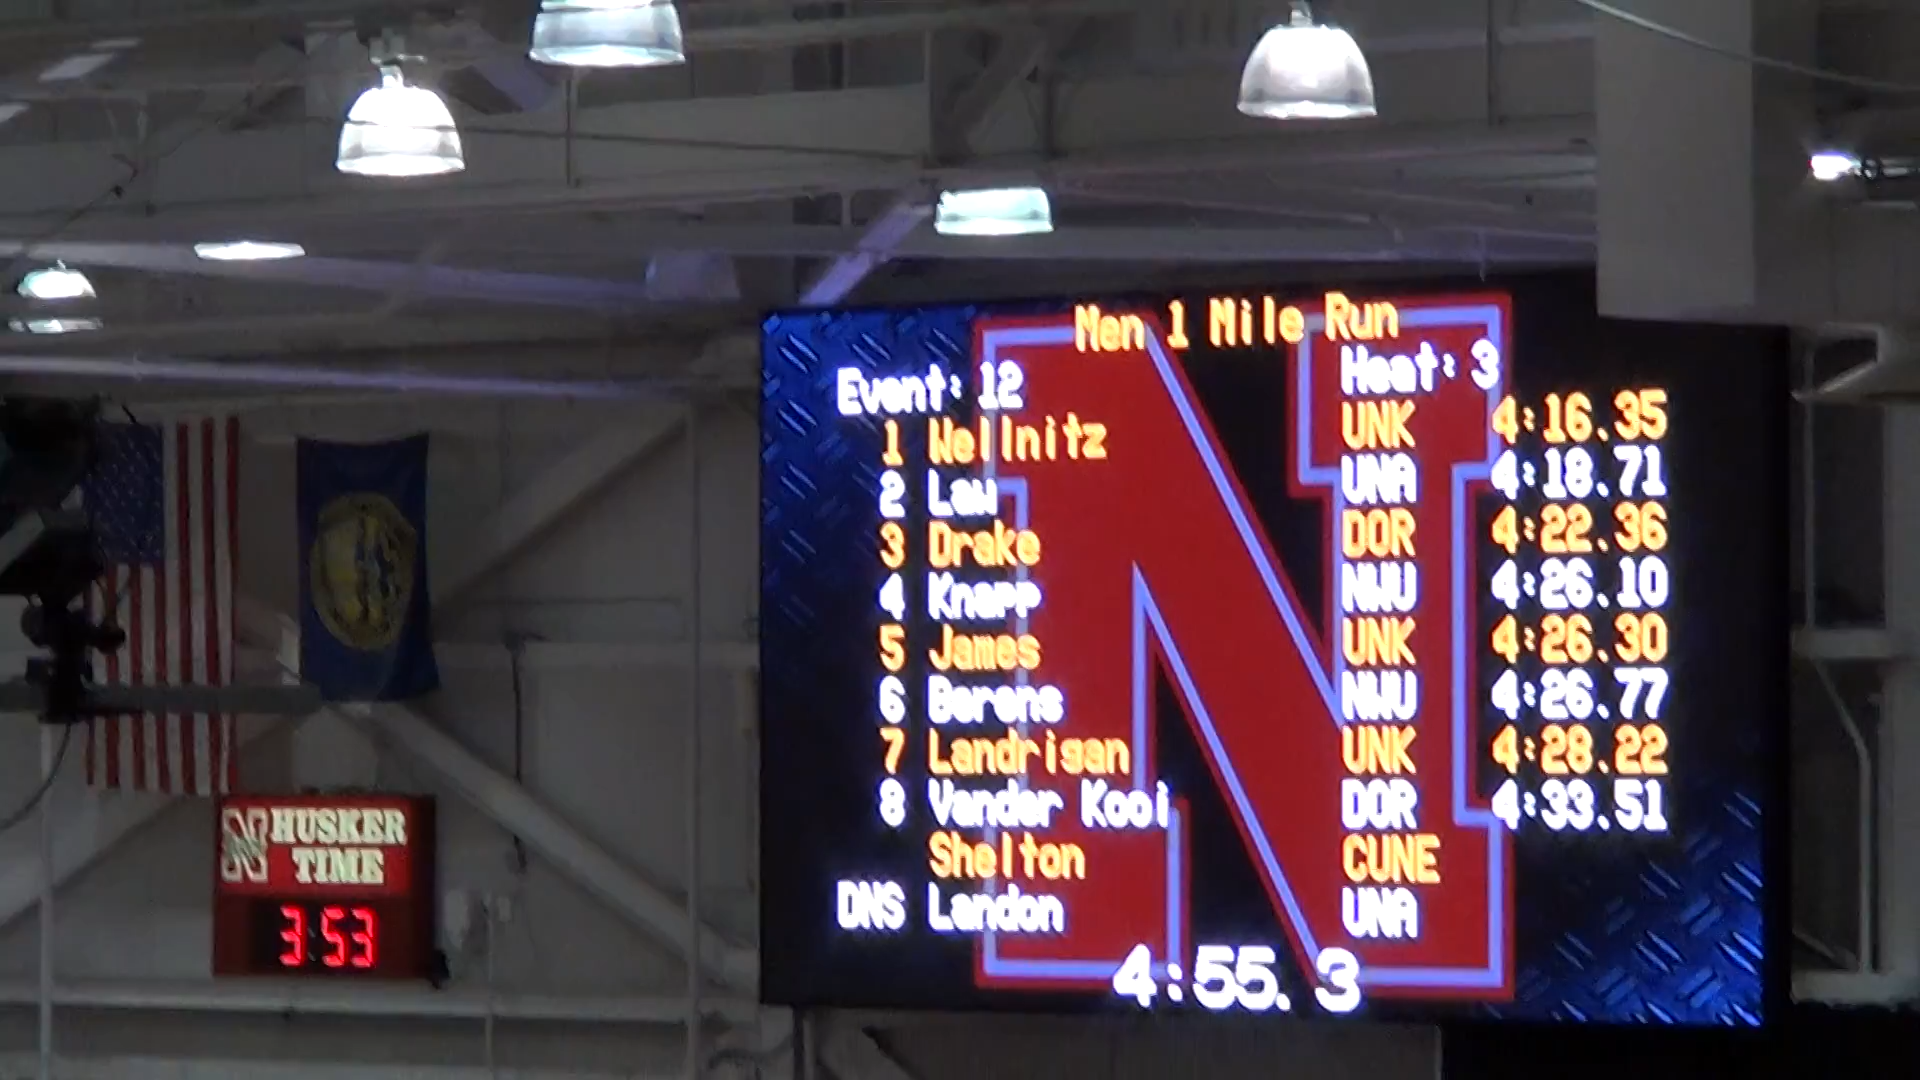 Men 1 Mile Run
Event: 12 Heat: 3
1 Wellnitz UNK 4:16.35
2 Law UNA 4:18.71
3 Drake DOR 4:22.36
4 Knapp NWU 4:26.10
5 James UNK 4:26.30
6 Berens NWU 4:26.77
7 Landrigan UNK 4:28.22
8 Vander Kooi DOR 4:33.51
Shelton CUNE
DNS Landon UNA
4:55.3
N HUSKER
TIME
3:53